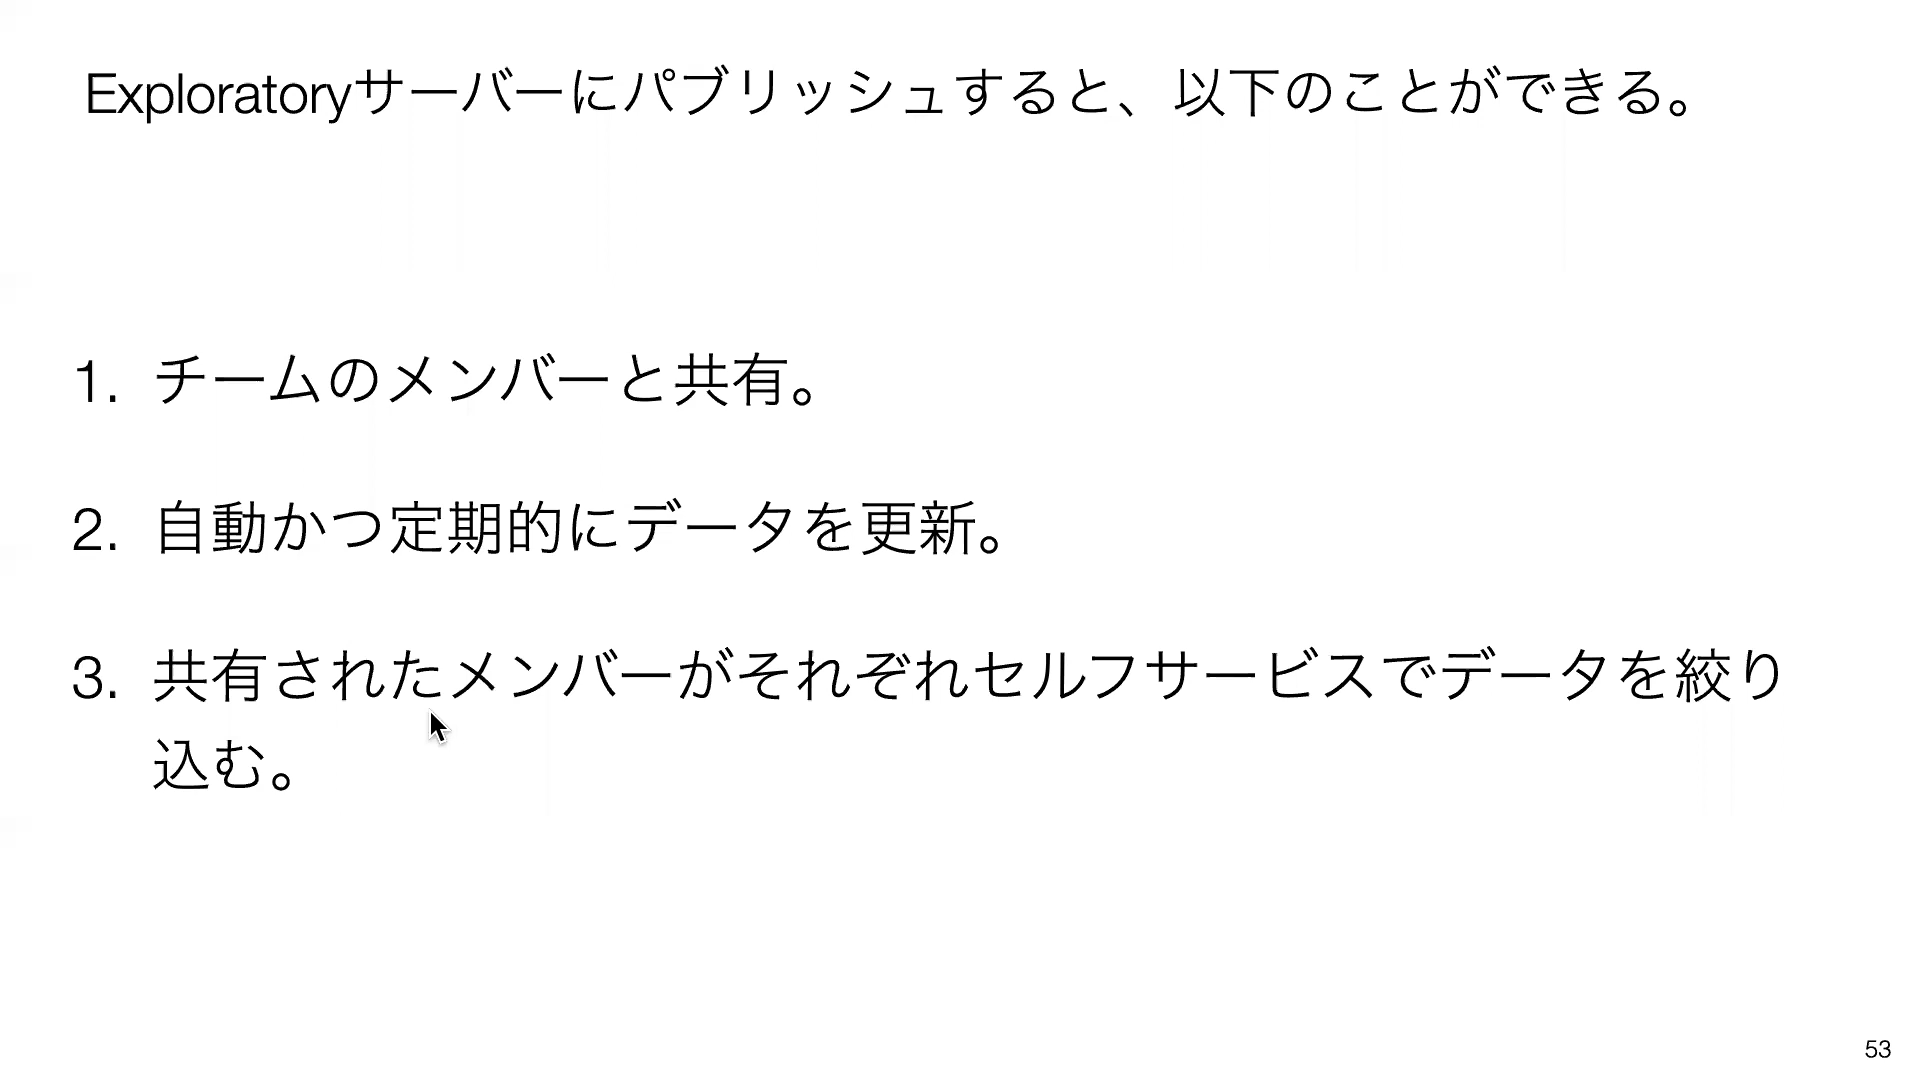 Exploratoryサーバーにパブリッシュすると、以下のことができる。
1. チームのメンバーと共有。
2. 自動かつ定期的にデータを更新。
3. 共有されたメンバーがそれぞれセルフサービスでデータを絞り
込む。
53